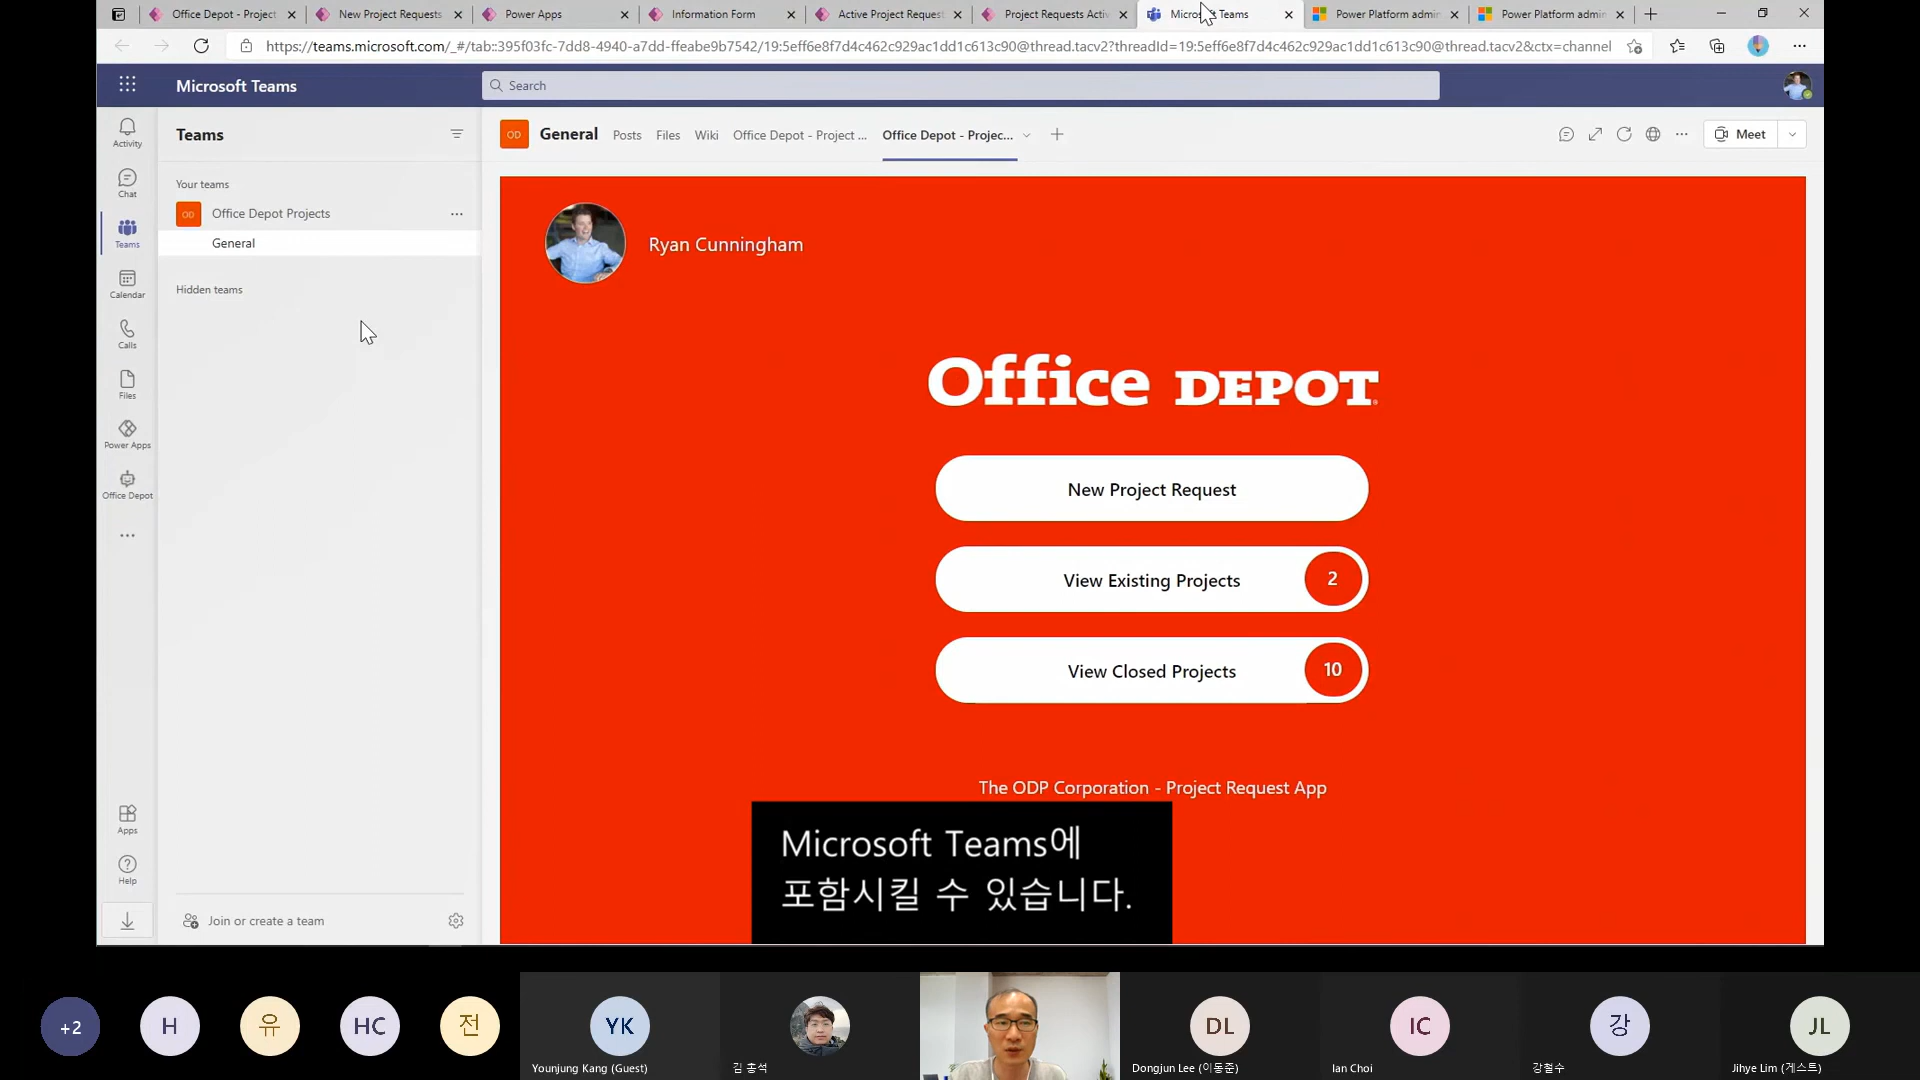 Office Depot - Project
New Project Requests
Power Apps
Information Form
Active Project Request
Project Requests Activ
Teams
Power Platform admin
Power Platform admin
https://teams.microsoft.com/_#/tab::395f03fc-7dd8-4940-a7dd-ffeabe9b7542/19:5eff6e8f7d4c462c929ac1dd1c613c90@thread.tacv2?threadId=19:5eff6e8f7d4c462c929ac1dd1c613c90@thread.tacv2&ctx=channel
Microsoft Teams
Search
Activity
Chat
Teams
Calendar
Calls
Files
Power Apps
Office Depot
Apps
Help
Teams
Your teams
OD
Office Depot Projects
General
Hidden teams
Join or create a team
OD
General
Posts
Files
Wiki
Office Depot - Project ...
Office Depot - Projec...
Meet
Ryan Cunningham
Office DEPOT
New Project Request
View Existing Projects
2
View Closed Projects
10
The ODP Corporation - Project Request App
Microsoft Teams에
포함시킬 수 있습니다.
+2
H
유
HC
전
YK
Younjung Kang (Guest)
김 홍석
DL
Dongjun Lee (이동준)
IC
Ian Choi
강
강철수
JL
Jihye Lim (게스트)